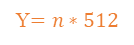 Y= n * 512